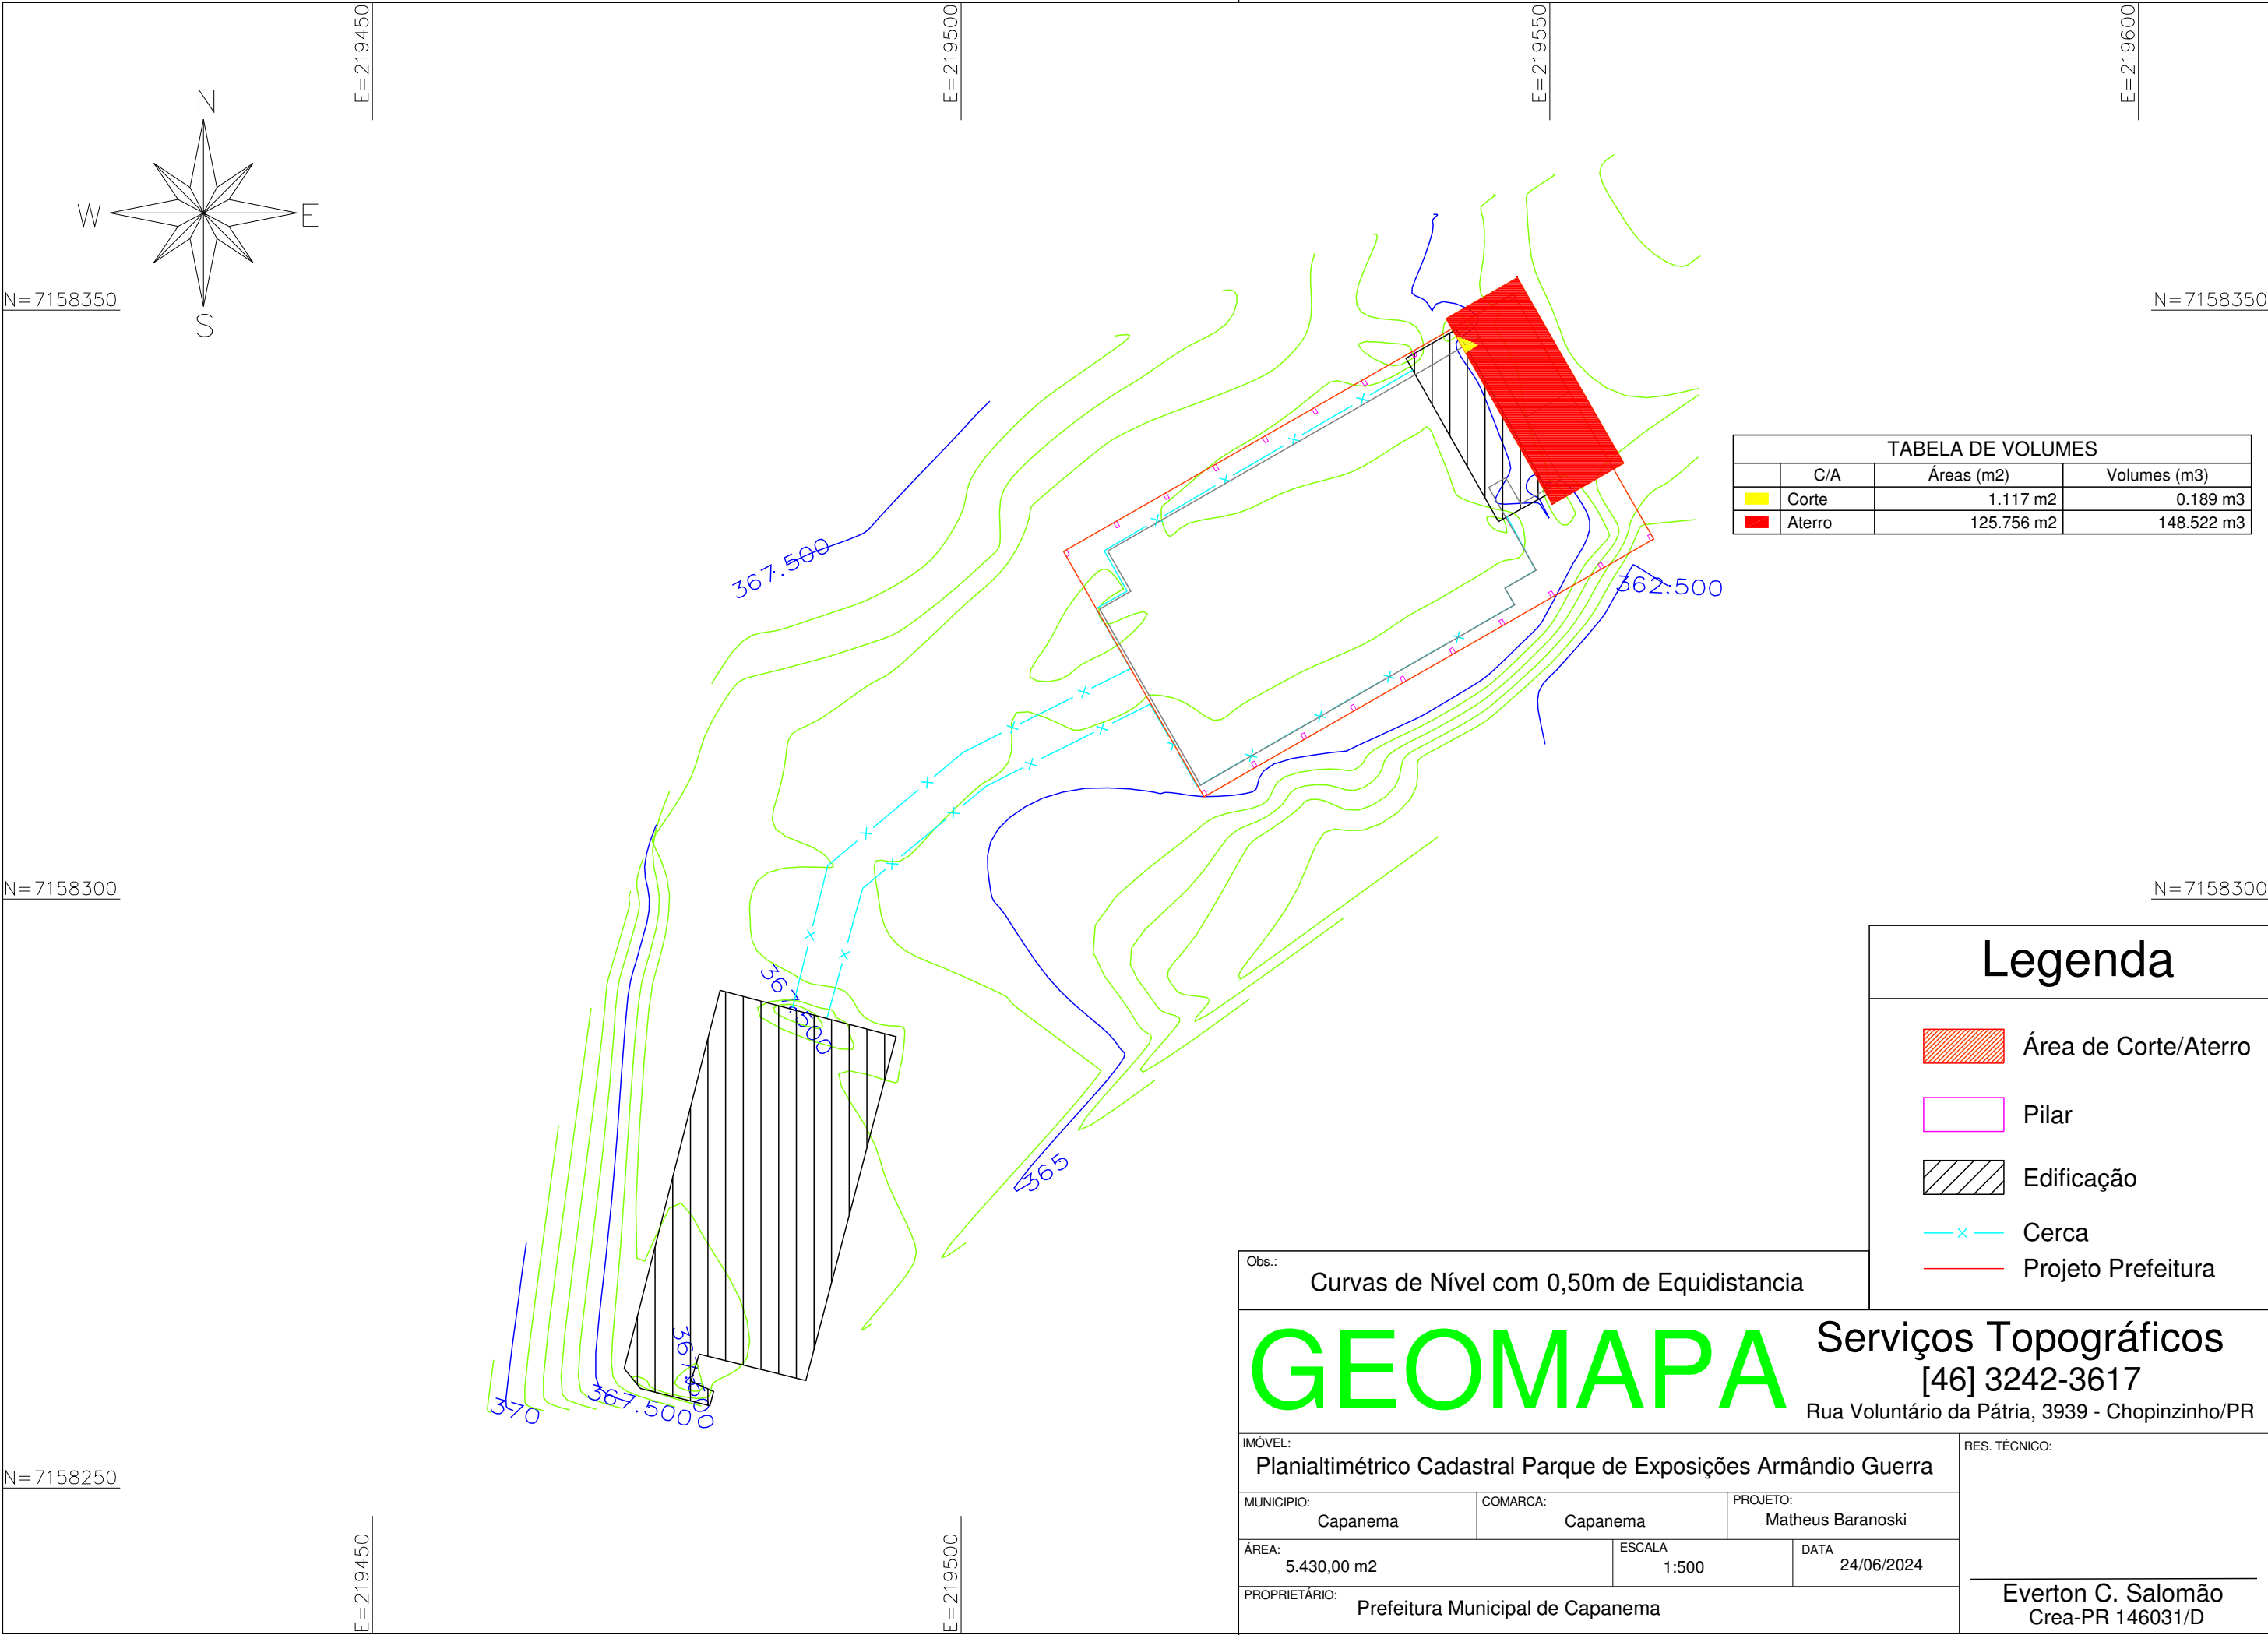 E=219450
E=219500
E=219550
E=219600
N
W
E
S
N=7158350
N=7158350
367.500
362.500
TABELA DE VOLUMES
C/A Áreas (m2) Volumes (m3)
Corte 1.117 m2 0.189 m3
Aterro 125.756 m2 148.522 m3
N=7158300
N=7158300
367.500
365
370
367.500
N=7158250
E=219450
E=219500
Legenda
Área de Corte/Aterro
Pilar
Edificação
Cerca
Projeto Prefeitura
Obs.:
Curvas de Nível com 0,50m de Equidistancia
GEOMAPA
Serviços Topográficos
[46] 3242-3617
Rua Voluntário da Pátria, 3939 - Chopinzinho/PR
IMÓVEL:
Planialtimétrico Cadastral Parque de Exposições Armândio Guerra
RES. TÉCNICO:
MUNICIPIO:
Capanema
COMARCA:
Capanema
PROJETO:
Matheus Baranoski
ÁREA:
5.430,00 m2
ESCALA
1:500
DATA
24/06/2024
PROPRIETÁRIO:
Prefeitura Municipal de Capanema
Everton C. Salomão
Crea-PR 146031/D